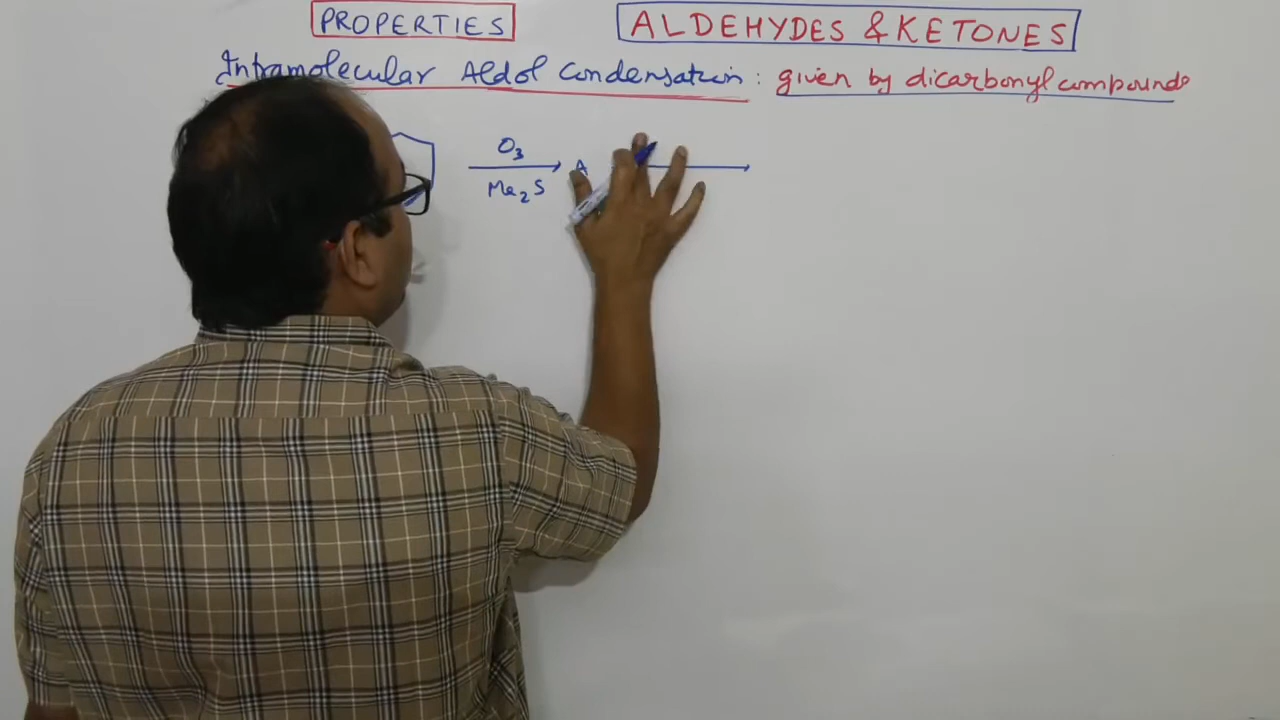 PROPERTIES ALDEHYDES & KETONES
Intramolecular Aldol Condensation : given by dicarbonyl compounds
O3
A
Me2S